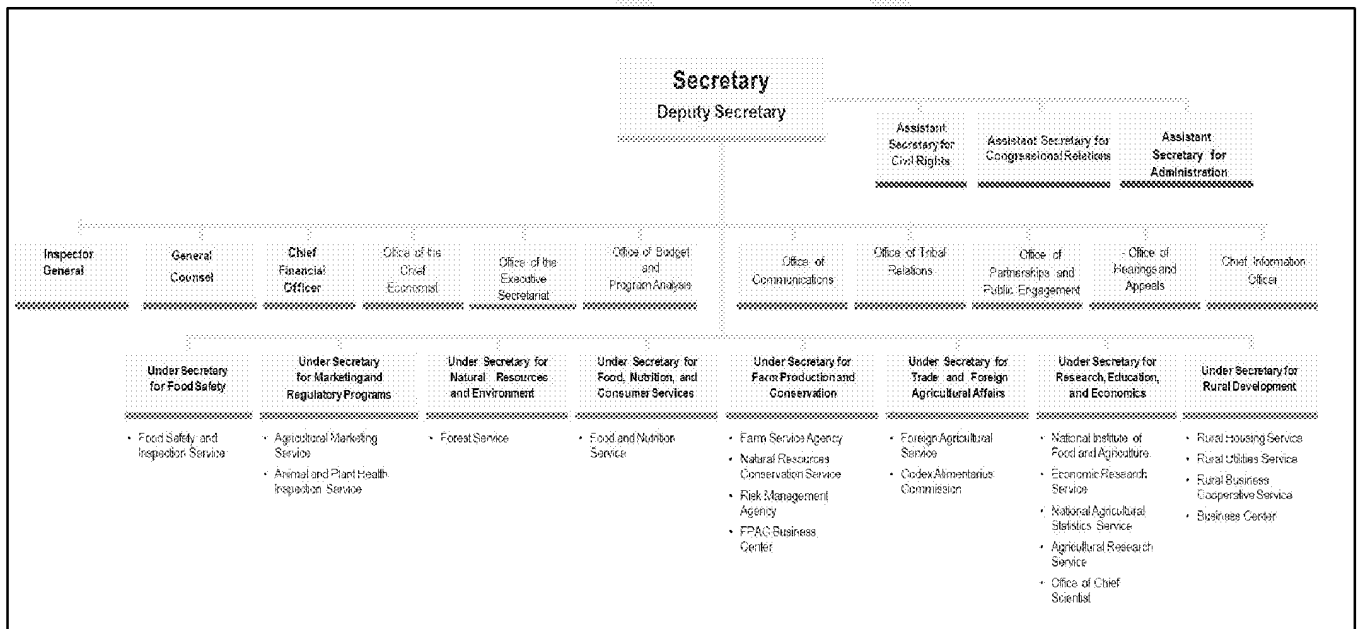 Secretary
Deputy Secretary
Assistant
Secretary for
Civil Rights
Assistant Secretary for
Congressional Relations
Assistant
Secretary for
Administration
Inspector
General
General
Counsel
Chief
Financial
Officer
Office of the
Chief
Economist
Office of the
Executive
Secretariat
Office of Budget
and
Program Analysis
Office of
Communications
Office of Tribal
Relations
Office of
Partnerships and
Public Engagement
Office of
Hearings and
Appeals
Chief Information
Officer
Under Secretary
for Food Safety
• Food Safety and
Inspection Service
Under Secretary
for Marketing and
Regulatory Programs
• Agricultural Marketing
Service
• Animal and Plant Health
Inspection Service
Under Secretary for
Natural Resources
and Environment
• Forest Service
Under Secretary for
Food, Nutrition, and
Consumer Services
• Food and Nutrition
Service
Under Secretary for
Farm Production and
Conservation
• Farm Service Agency
• Natural Resources
Conservation Service
• Risk Management
Agency
• FPAC Business
Center
Under Secretary for
Trade and Foreign
Agricultural Affairs
• Foreign Agricultural
Service
• Codex Alimentarius
Commission
Under Secretary for
Research, Education,
and Economics
• National Institute of
Food and Agriculture
• Economic Research
Service
• National Agricultural
Statistics Service
• Agricultural Research
Service
• Office of Chief
Scientist
Under Secretary for
Rural Development
• Rural Housing Service
• Rural Utilities Service
• Rural Business
Cooperative Service
• Business Center